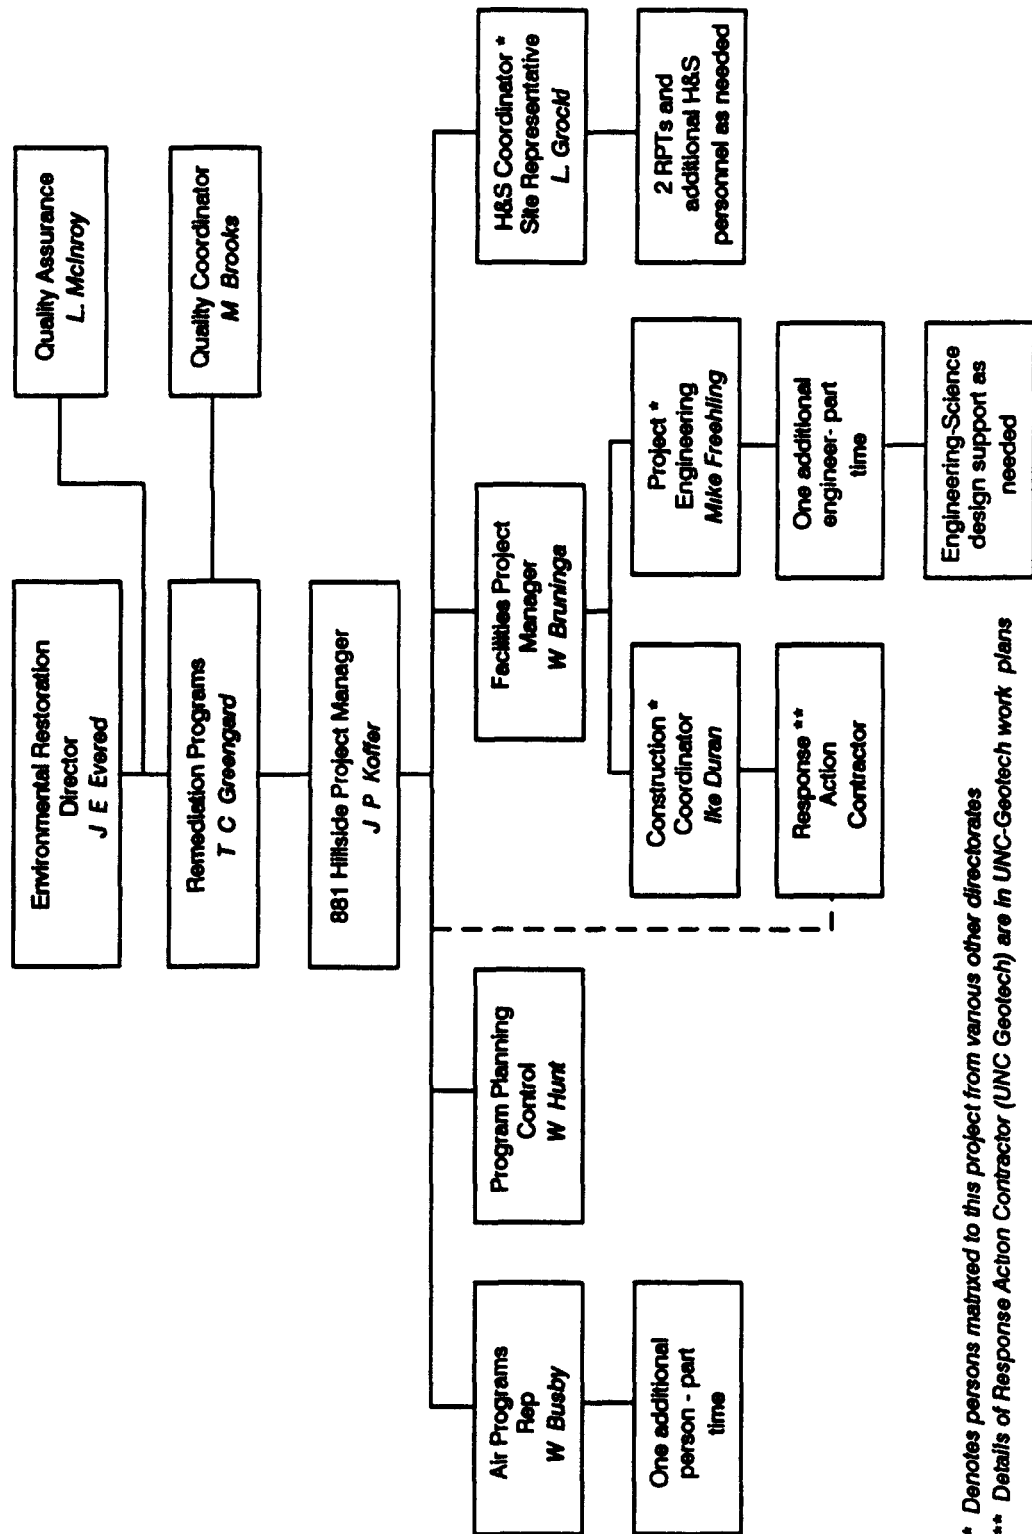 Environmental Restoration
Director
J E Evered
Quality Assurance
L. McInroy
Remediation Programs
T C Greengard
Quality Coordinator
M Brooks
881 Hillside Project Manager
J P Koffer
Air Programs
Rep
W Busby
One additional
person - part
time
Program Planning
Control
W Hunt
Facilities Project
Manager
W Bruninga
Construction *
Coordinator
Ike Duran
Response **
Action
Contractor
Project *
Engineering
Mike Freehling
One additional
engineer- part
time
Engineering-Science
design support as
needed
H&S Coordinator *
Site Representative
L. Grocki
2 RPTs and
additional H&S
personnel as needed
* Denotes persons matrixed to this project from various other directorates
** Details of Response Action Contractor (UNC Geotech) are in UNC-Geotech work plans